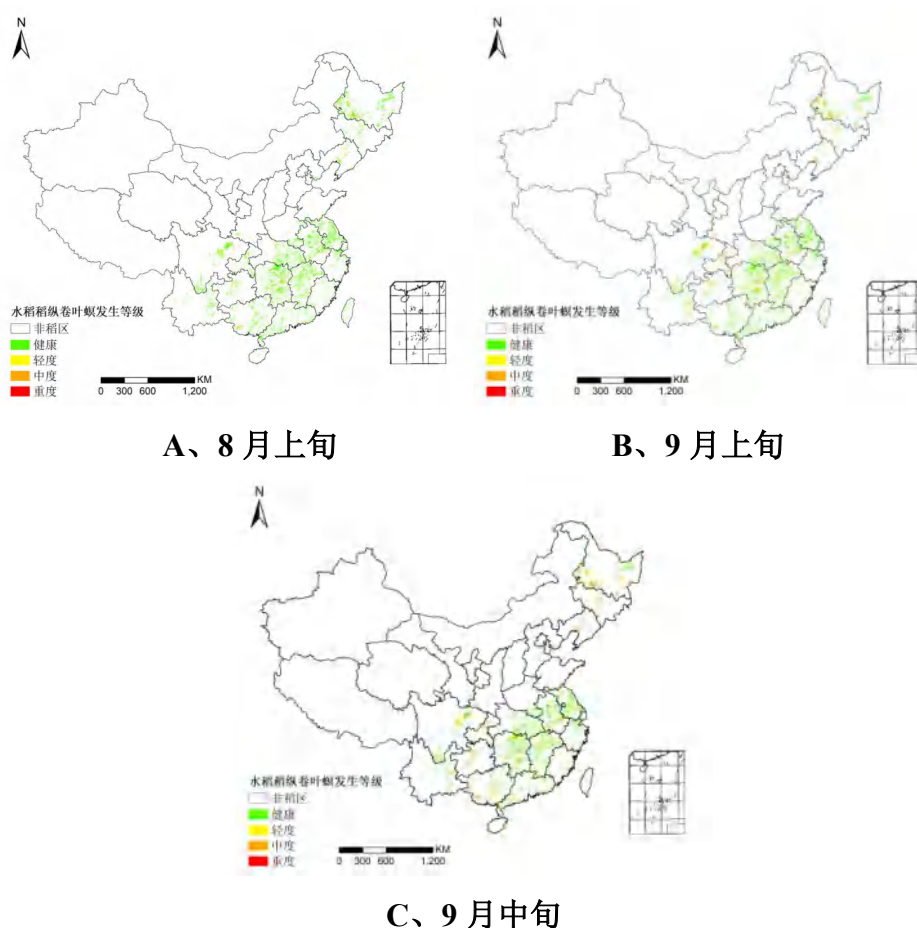 N
水稻稻纵卷叶螟发生等级
非稻区
健康
轻度
中度
重度
KM
0 300 600 1,200
A、8 月上旬
N
水稻稻纵卷叶螟发生等级
非稻区
健康
轻度
中度
重度
KM
0 300 600 1,200
B、9 月上旬
N
水稻稻纵卷叶螟发生等级
非稻区
健康
轻度
中度
重度
KM
0 300 600 1,200
C、9 月中旬